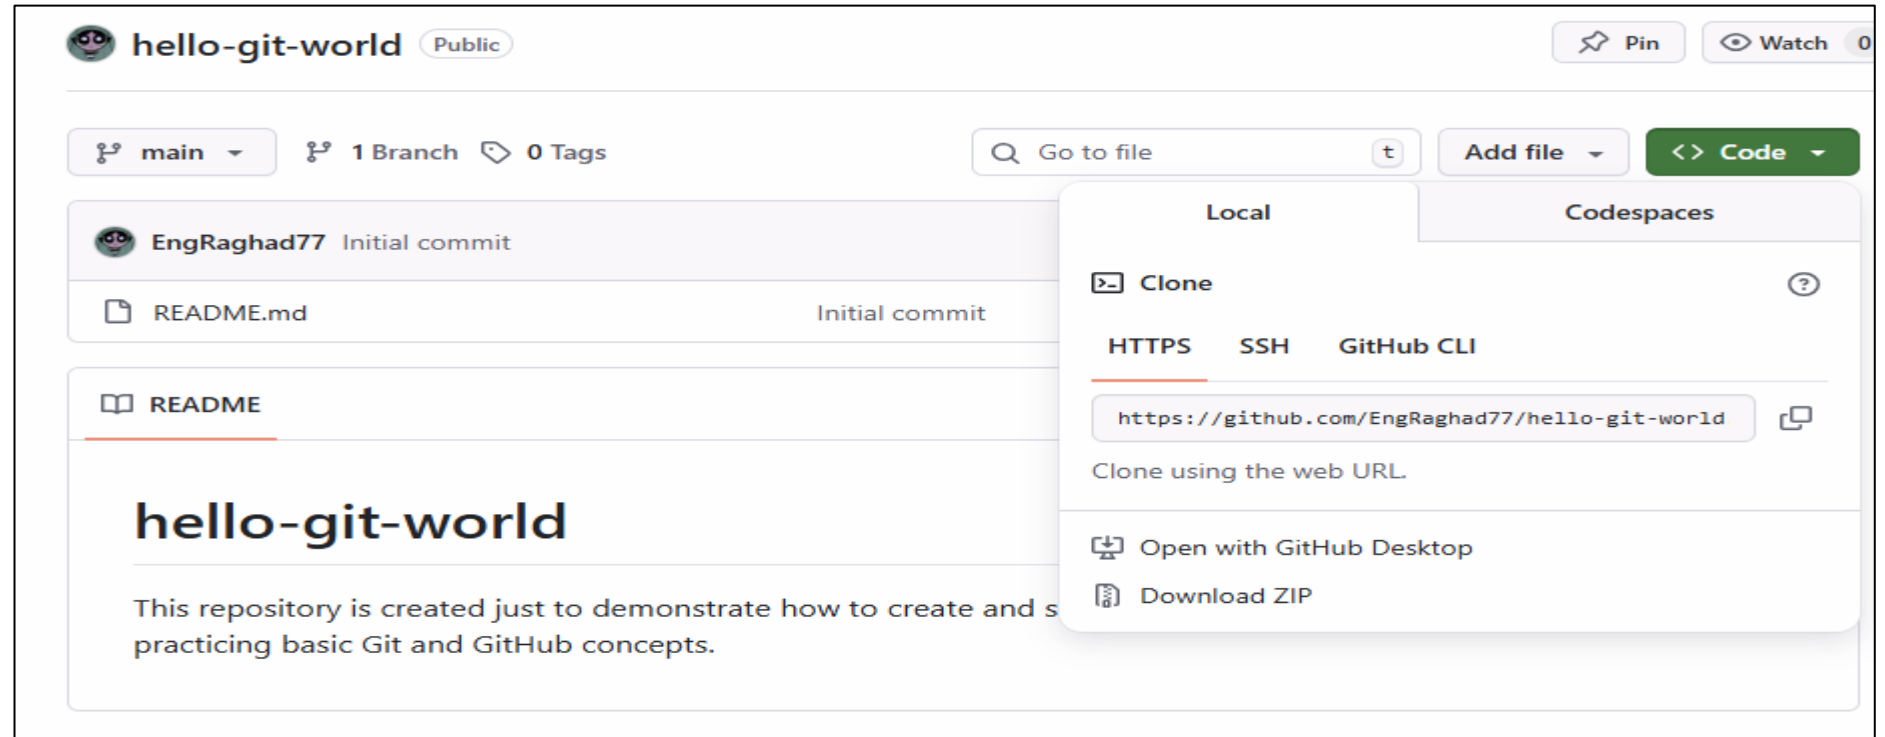 hello-git-world Public Pin Watch 0
main 1 Branch 0 Tags Go to file t Add file <> Code
Local Codespaces
EngRaghad77 Initial commit
Clone
README.md Initial commit
HTTPS SSH GitHub CLI
README
https://github.com/EngRaghad77/hello-git-world
Clone using the web URL.
hello-git-world
Open with GitHub Desktop
Download ZIP
This repository is created just to demonstrate how to create and s
practicing basic Git and GitHub concepts.